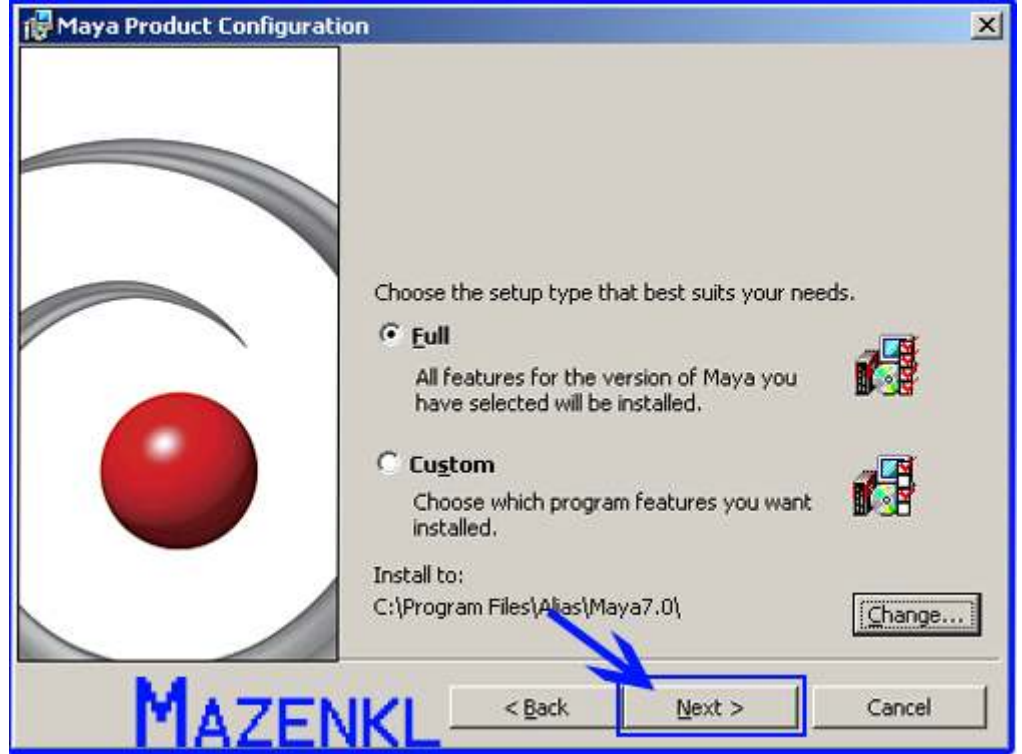 Maya Product Configuration
Choose the setup type that best suits your needs.
Full
All features for the version of Maya you
have selected will be installed.
Custom
Choose which program features you want
installed.
Install to:
C:\Program Files\Alias\Maya7.0\
Change...
< Back Next > Cancel
MAZENKL